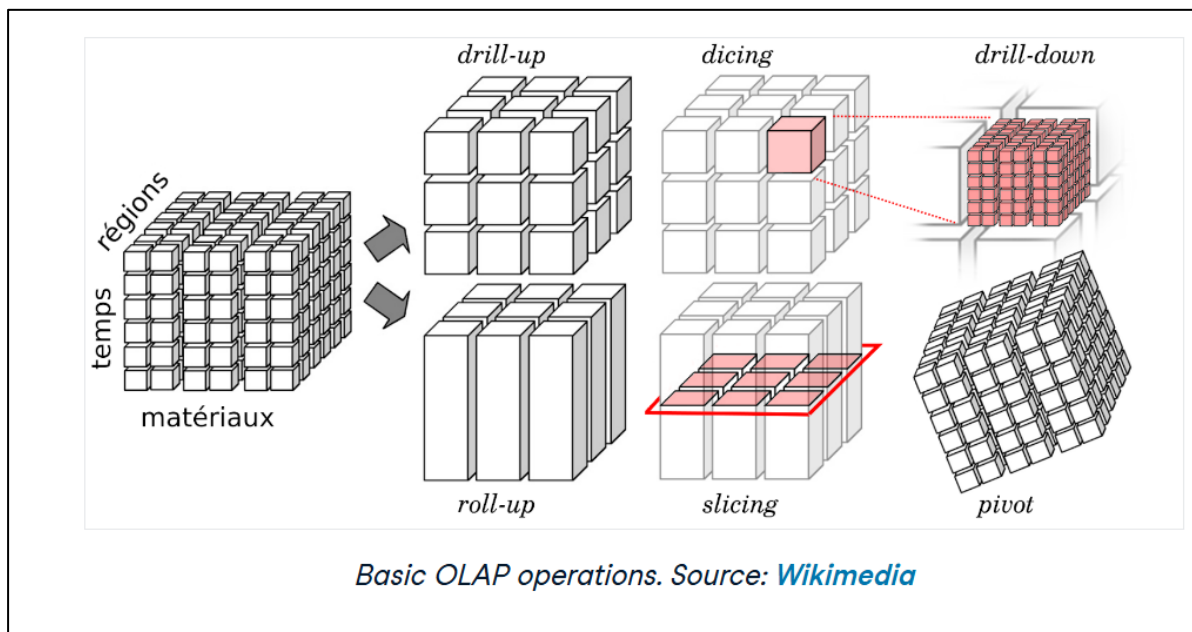 drill-up
dicing
drill-down
régions
temps
matériaux
roll-up
slicing
pivot
Basic OLAP operations. Source: Wikimedia